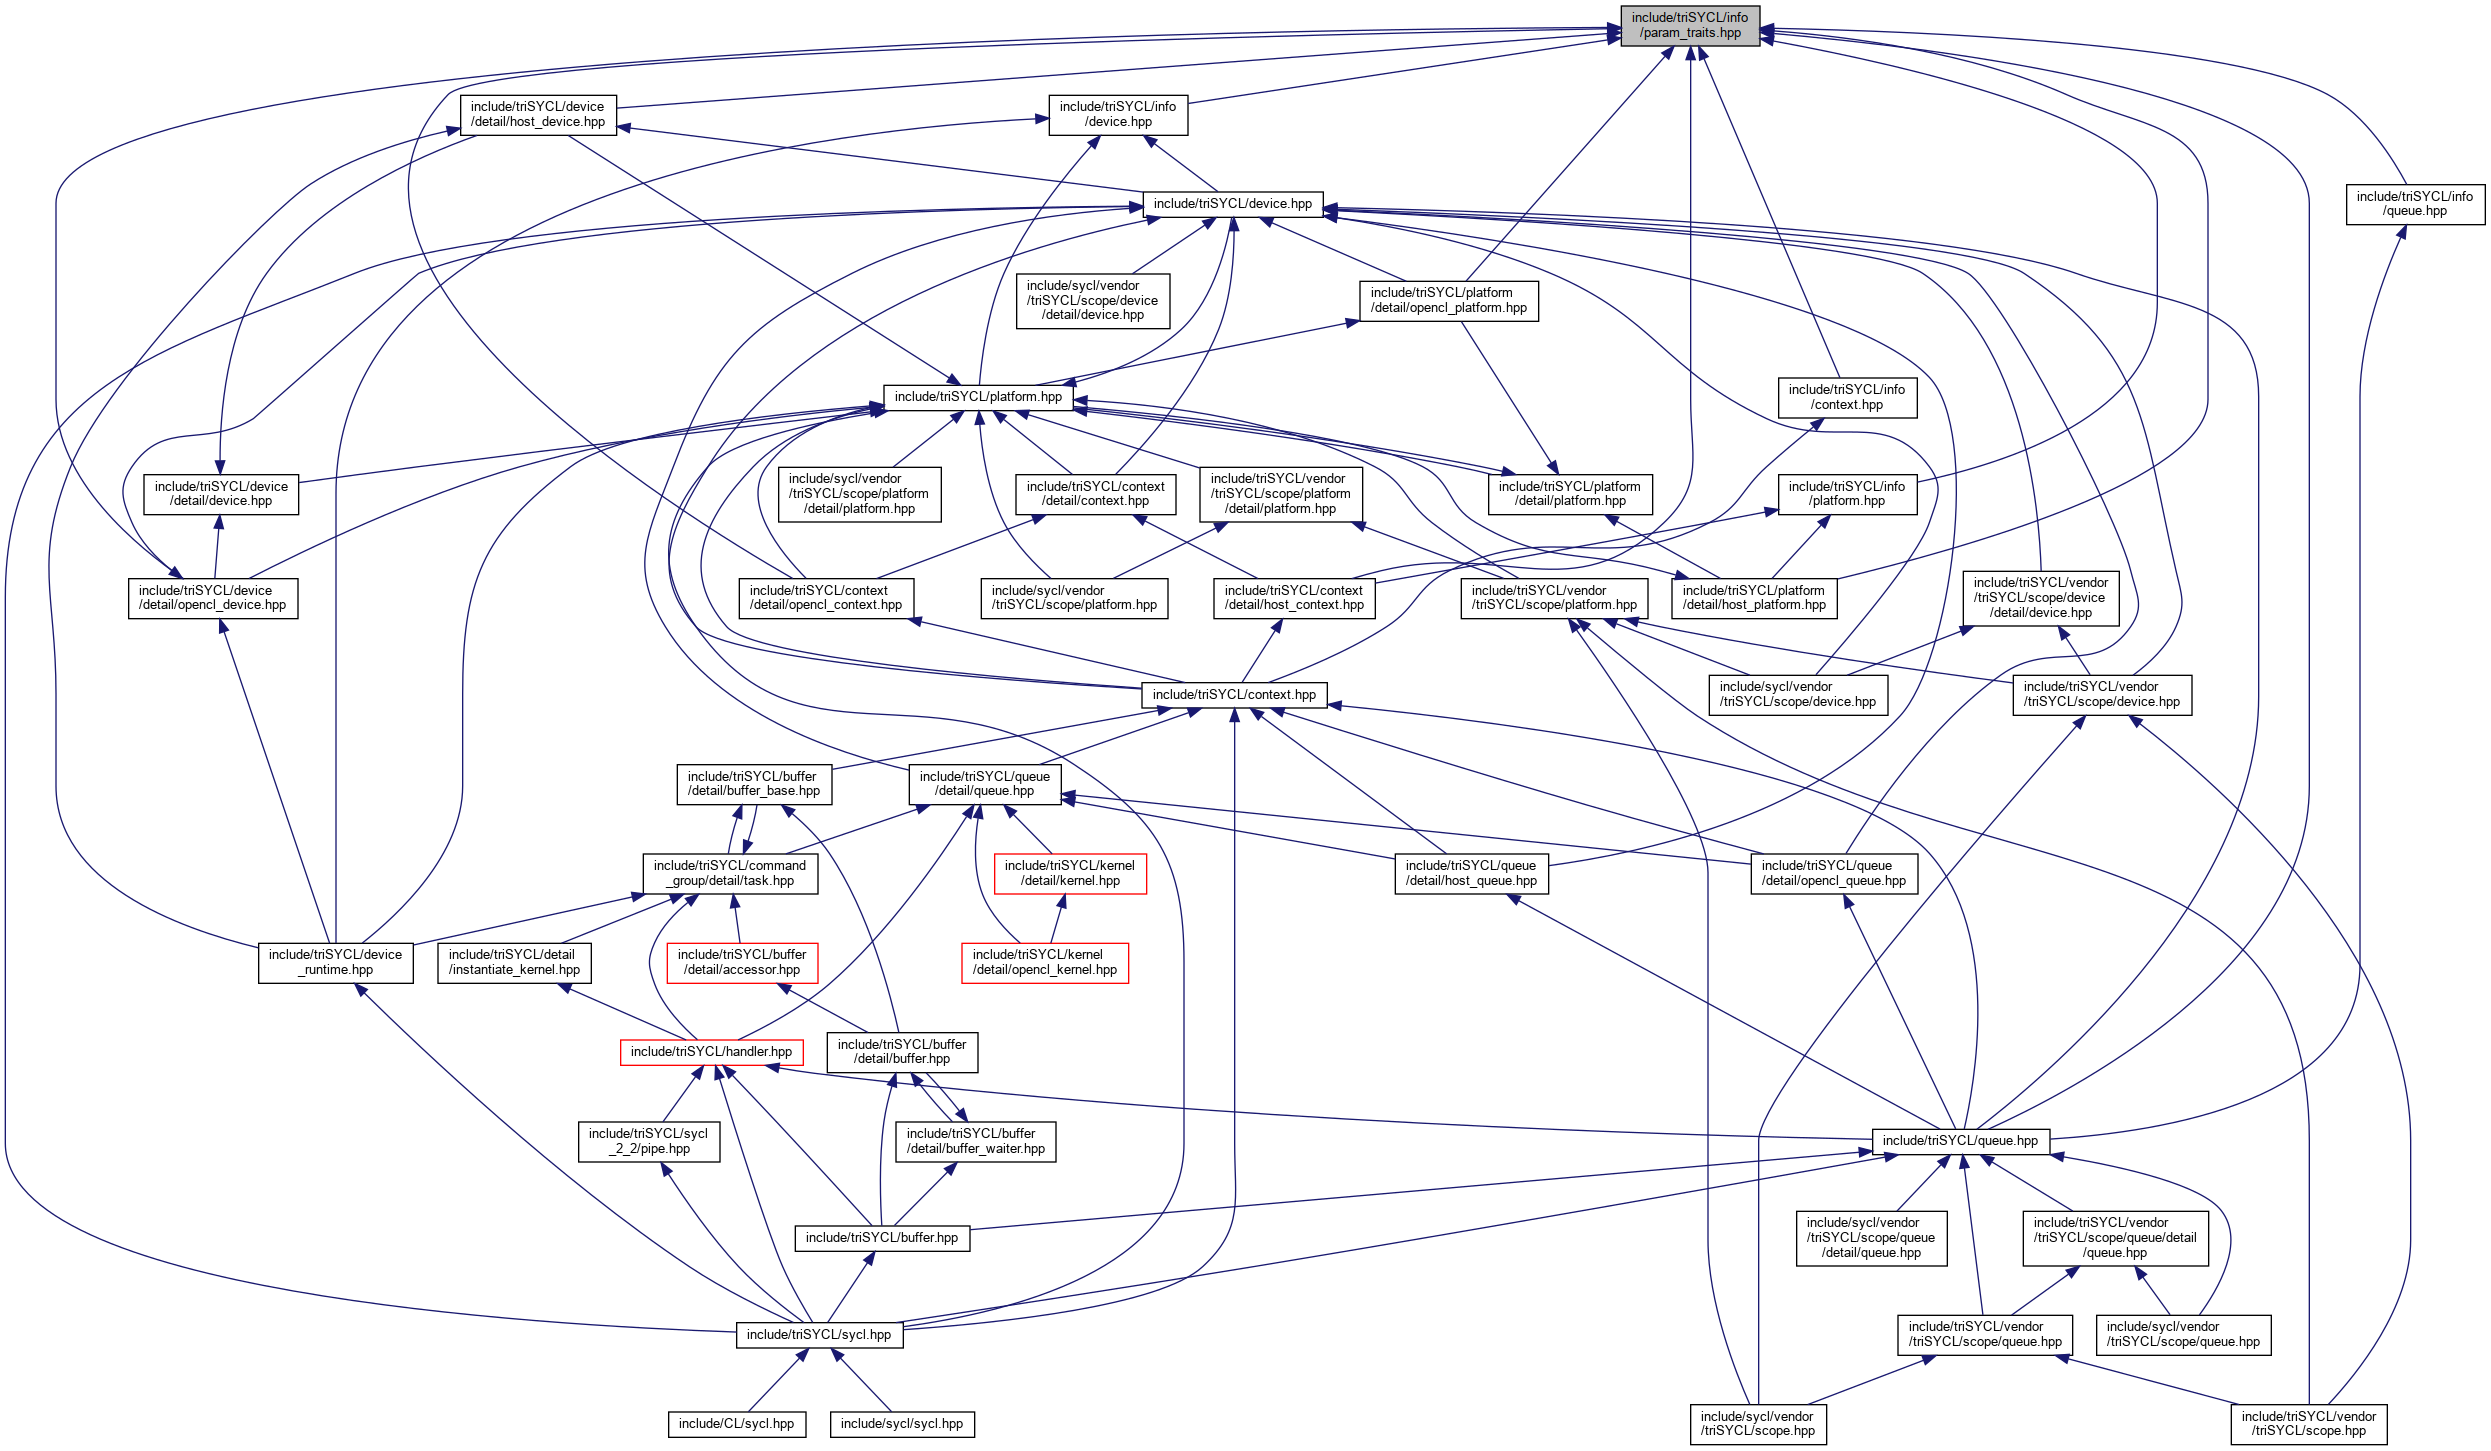 include/triSYCL/info
/param_traits.hpp
include/triSYCL/device
/detail/host_device.hpp
include/triSYCL/info
/device.hpp
include/triSYCL/device.hpp
include/triSYCL/info
/queue.hpp
include/sycl/vendor
/triSYCL/scope/device
/detail/device.hpp
include/triSYCL/platform
/detail/opencl_platform.hpp
include/triSYCL/platform.hpp
include/triSYCL/info
/context.hpp
include/triSYCL/device
/detail/device.hpp
include/sycl/vendor
/triSYCL/scope/platform
/detail/platform.hpp
include/triSYCL/context
/detail/context.hpp
include/triSYCL/vendor
/triSYCL/scope/platform
/detail/platform.hpp
include/triSYCL/platform
/detail/platform.hpp
include/triSYCL/info
/platform.hpp
include/triSYCL/device
/detail/opencl_device.hpp
include/triSYCL/context
/detail/opencl_context.hpp
include/sycl/vendor
/triSYCL/scope/platform.hpp
include/triSYCL/context
/detail/host_context.hpp
include/triSYCL/vendor
/triSYCL/scope/platform.hpp
include/triSYCL/platform
/detail/host_platform.hpp
include/triSYCL/vendor
/triSYCL/scope/device
/detail/device.hpp
include/triSYCL/context.hpp
include/sycl/vendor
/triSYCL/scope/device.hpp
include/triSYCL/vendor
/triSYCL/scope/device.hpp
include/triSYCL/buffer
/detail/buffer_base.hpp
include/triSYCL/queue
/detail/queue.hpp
include/triSYCL/command
_group/detail/task.hpp
include/triSYCL/kernel
/detail/kernel.hpp
include/triSYCL/queue
/detail/host_queue.hpp
include/triSYCL/queue
/detail/opencl_queue.hpp
include/triSYCL/device
_runtime.hpp
include/triSYCL/detail
/instantiate_kernel.hpp
include/triSYCL/buffer
/detail/accessor.hpp
include/triSYCL/kernel
/detail/opencl_kernel.hpp
include/triSYCL/handler.hpp
include/triSYCL/buffer
/detail/buffer.hpp
include/triSYCL/sycl
_2_2/pipe.hpp
include/triSYCL/buffer
/detail/buffer_waiter.hpp
include/triSYCL/queue.hpp
include/triSYCL/buffer.hpp
include/sycl/vendor
/triSYCL/scope/queue
/detail/queue.hpp
include/triSYCL/vendor
/triSYCL/scope/queue/detail
/queue.hpp
include/triSYCL/sycl.hpp
include/triSYCL/vendor
/triSYCL/scope/queue.hpp
include/sycl/vendor
/triSYCL/scope/queue.hpp
include/CL/sycl.hpp
include/sycl/sycl.hpp
include/sycl/vendor
/triSYCL/scope.hpp
include/triSYCL/vendor
/triSYCL/scope.hpp